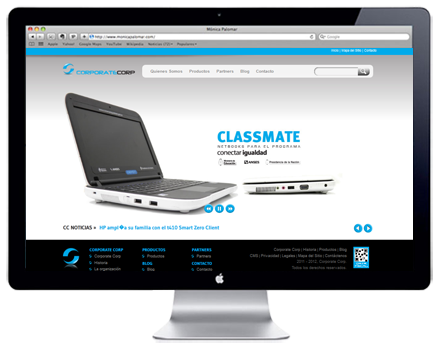 Mónica Palomar
http://www.monicapalomar.com/
Google
Apple Yahoo! Google Maps YouTube Wikipedia Noticias Populares
Inicio | Mapa del Sitio | Contacto
CORPORATE CORP
Quienes Somos Productos Partners Blog Contacto
CLASSMATE
NETBOOKS PARA EL PROGRAMA
conectar igualdad
ANSES
Presidencia de la Nación
CC NOTICIAS » HP ampl�a su familia con el t410 Smart Zero Client
CORPORATE CORP PRODUCTOS PARTNERS
Corporate Corp Productos Partners
Historia BLOG CONTACTO
La organización Blog Contacto
Corporate Corp | Historia | Productos | Blog
CMS | Privacidad | Legales | Mapa del Sitio | Contáctenos
2011 - 2012, Corporate Corp.
Todos los derechos reservados.